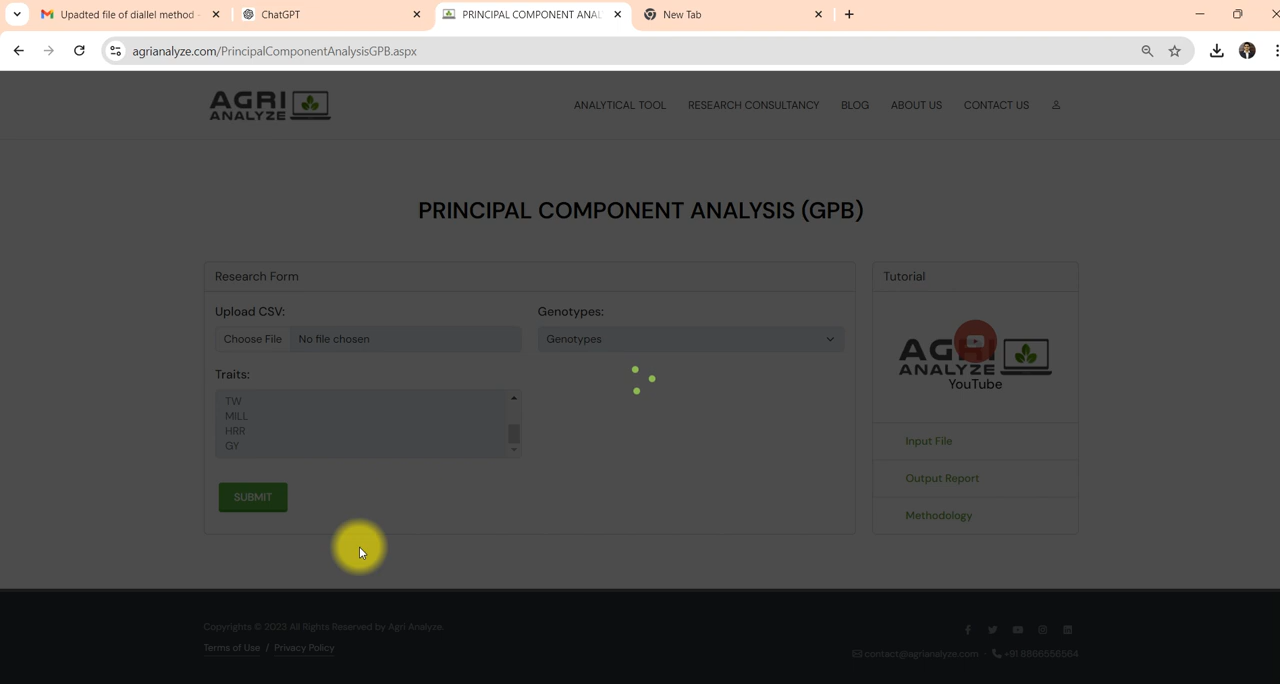 Upadted file of diallel method -
ChatGPT
PRINCIPAL COMPONENT ANAL
New Tab
agrianalyze.com/PrincipalComponentAnalysisGPB.aspx
AGRI
ANALYZE
ANALYTICAL TOOL
RESEARCH CONSULTANCY
BLOG
ABOUT US
CONTACT US
PRINCIPAL COMPONENT ANALYSIS (GPB)
Research Form
Upload CSV:
Choose File No file chosen
Genotypes:
Genotypes
Traits:
TW
MILL
HRR
GY
SUBMIT
Tutorial
AGRI
ANALYZE
YouTube
Input File
Output Report
Methodology
Copyrights © 2023 All Rights Reserved by Agri Analyze.
Terms of Use / Privacy Policy
contact@agrianalyze.com - +91 8866556564